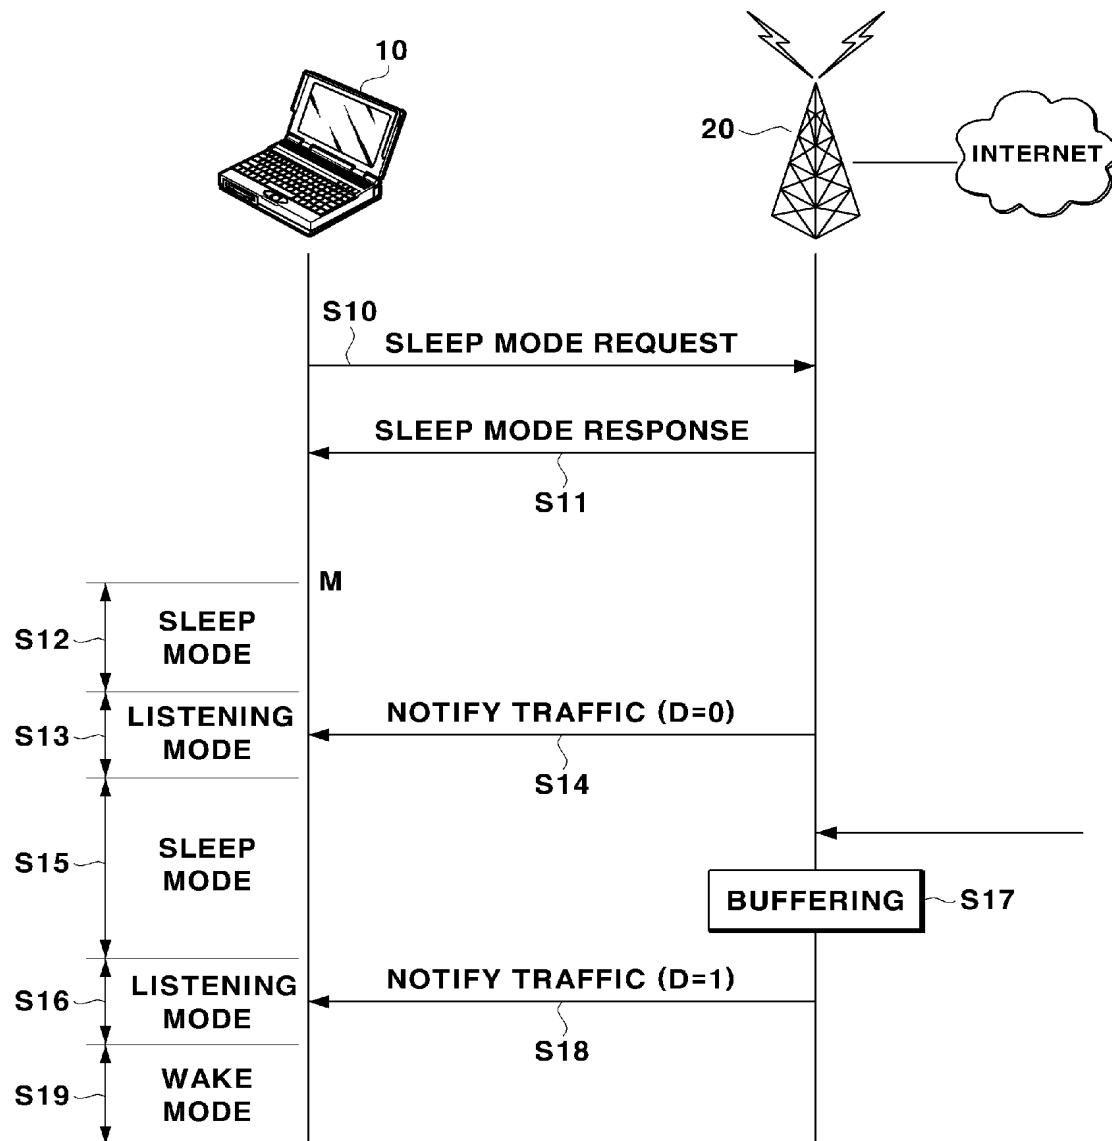 10
20
INTERNET
S10
SLEEP MODE REQUEST
SLEEP MODE RESPONSE
S11
M
S12
SLEEP
MODE
S13
LISTENING
MODE
NOTIFY TRAFFIC (D=0)
S14
S15
SLEEP
MODE
BUFFERING
S17
S16
LISTENING
MODE
NOTIFY TRAFFIC (D=1)
S18
S19
WAKE
MODE